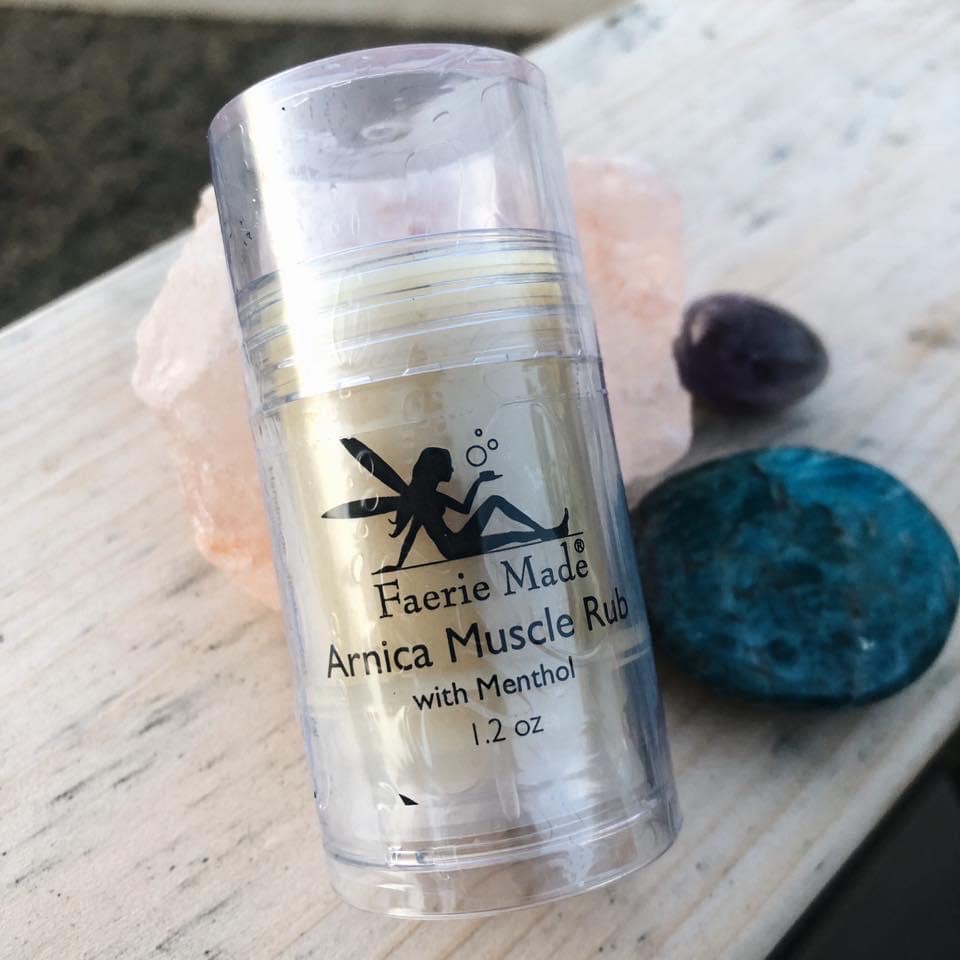 Faerie Made®
Arnica Muscle Rub
with Menthol
1.2 oz